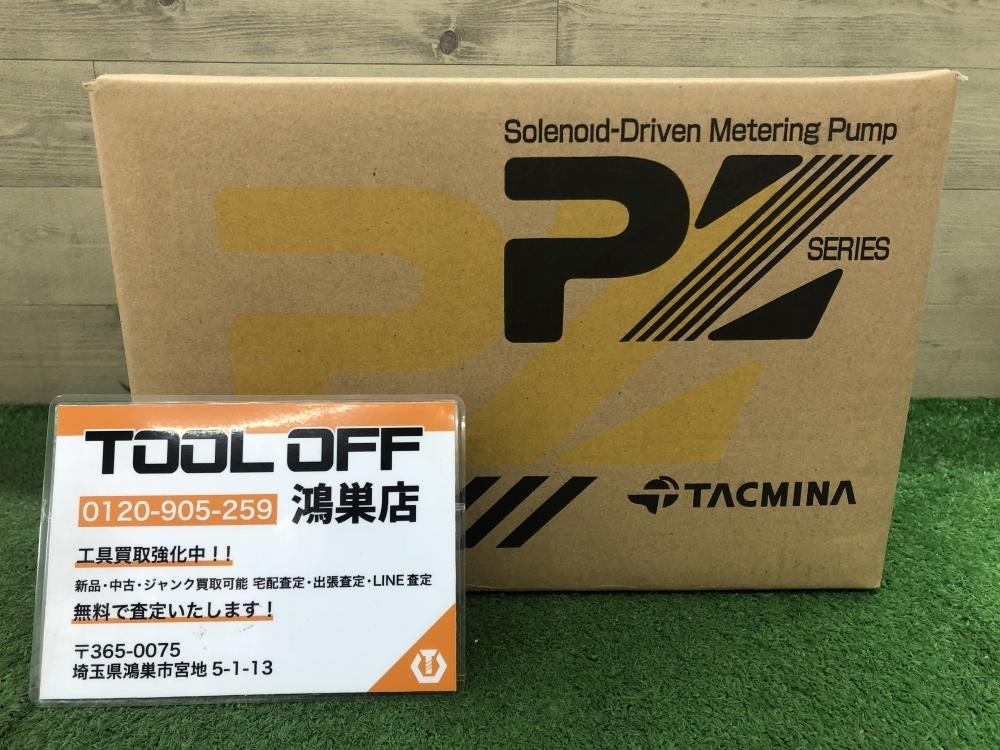 Solenoid-Driven Metering Pump
PZ
SERIES
TACMINA
TOOL OFF
0120-905-259 鴻巣店
工具買取強化中！！
新品・中古・ジャンク買取可能 宅配査定・出張査定・LINE査定
無料で査定いたします！
〒365-0075
埼玉県鴻巣市宮地5-1-13